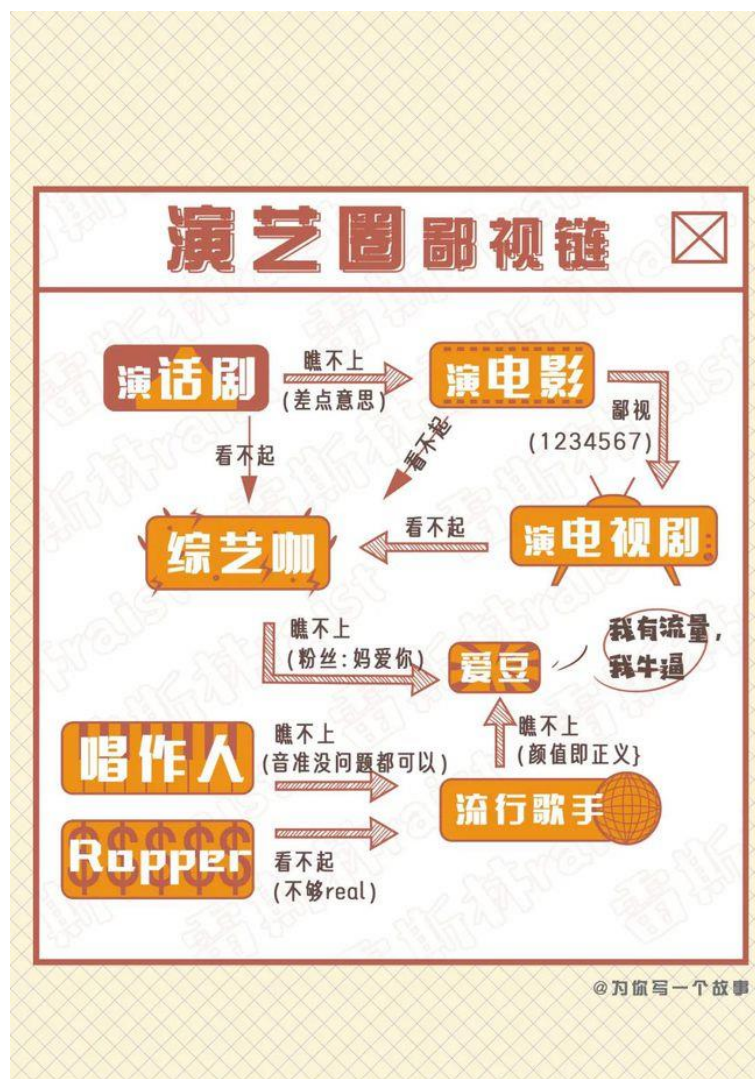 演艺圈鄙视链
演话剧
瞧不上
(差点意思)
演电影
鄙视
(1234567)
看不起
看不起
综艺咖
看不起
演电视剧
瞧不上
(粉丝:妈爱你)
爱豆
我有流量,
我牛逼
唱作人
瞧不上
(音准没问题都可以)
瞧不上
(颜值即正义}
流行歌手
Rapper
看不起
(不够real)
@为你写一个故事